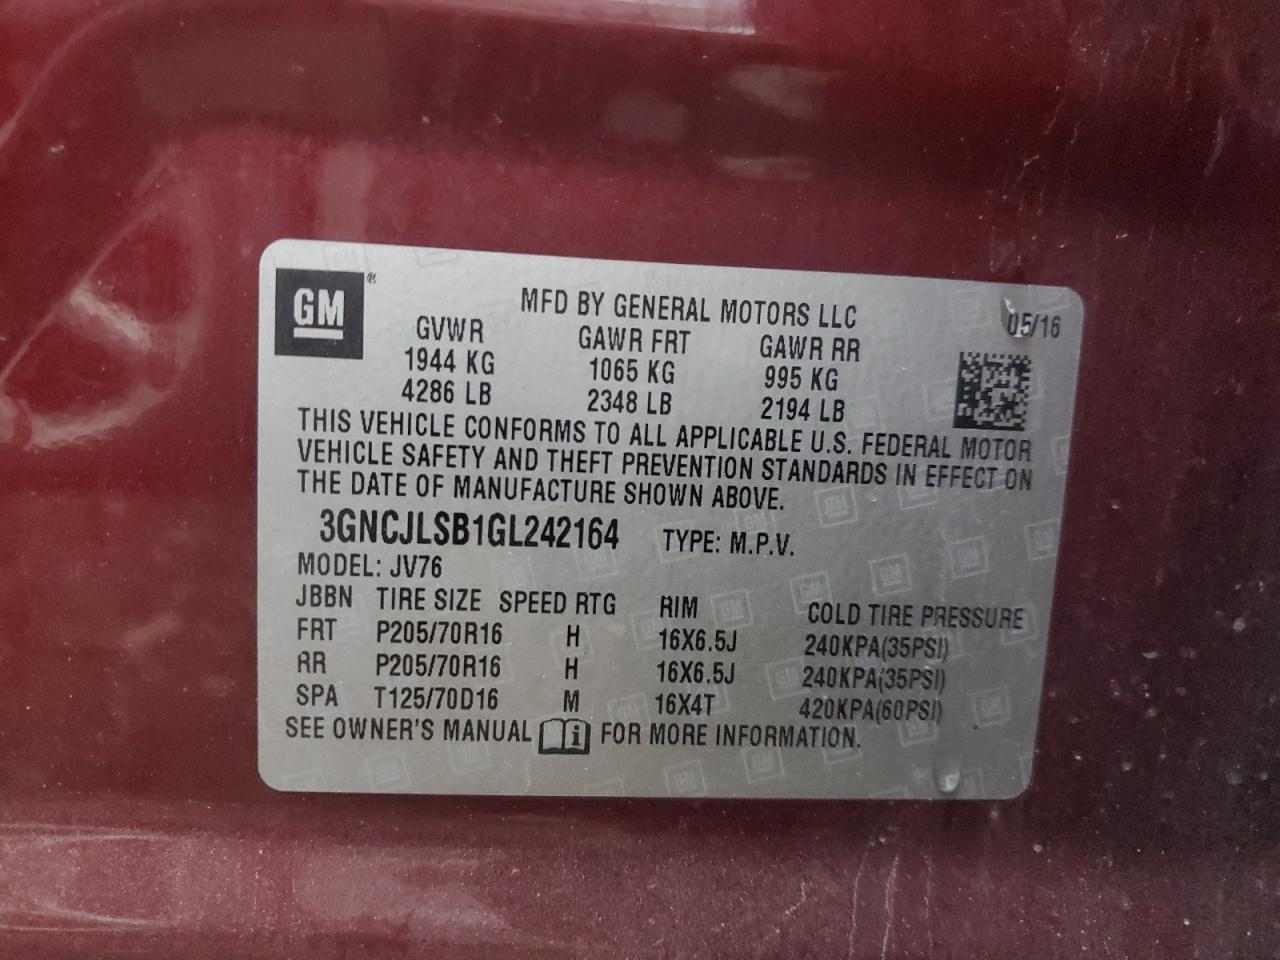 GM ®
MFD BY GENERAL MOTORS LLC 05/16
GVWR GAWR FRT GAWR RR
1944 KG 1065 KG 995 KG
4286 LB 2348 LB 2194 LB
THIS VEHICLE CONFORMS TO ALL APPLICABLE U.S. FEDERAL MOTOR
VEHICLE SAFETY AND THEFT PREVENTION STANDARDS IN EFFECT ON
THE DATE OF MANUFACTURE SHOWN ABOVE.
3GNCJLSB1GL242164 TYPE: M.P.V.
MODEL: JV76
JBBN TIRE SIZE SPEED RTG RIM COLD TIRE PRESSURE
FRT P205/70R16 H 16X6.5J 240KPA(35PSI)
RR P205/70R16 H 16X6.5J 240KPA(35PSI)
SPA T125/70D16 M 16X4T 420KPA(60PSI)
SEE OWNER'S MANUAL i FOR MORE INFORMATION.